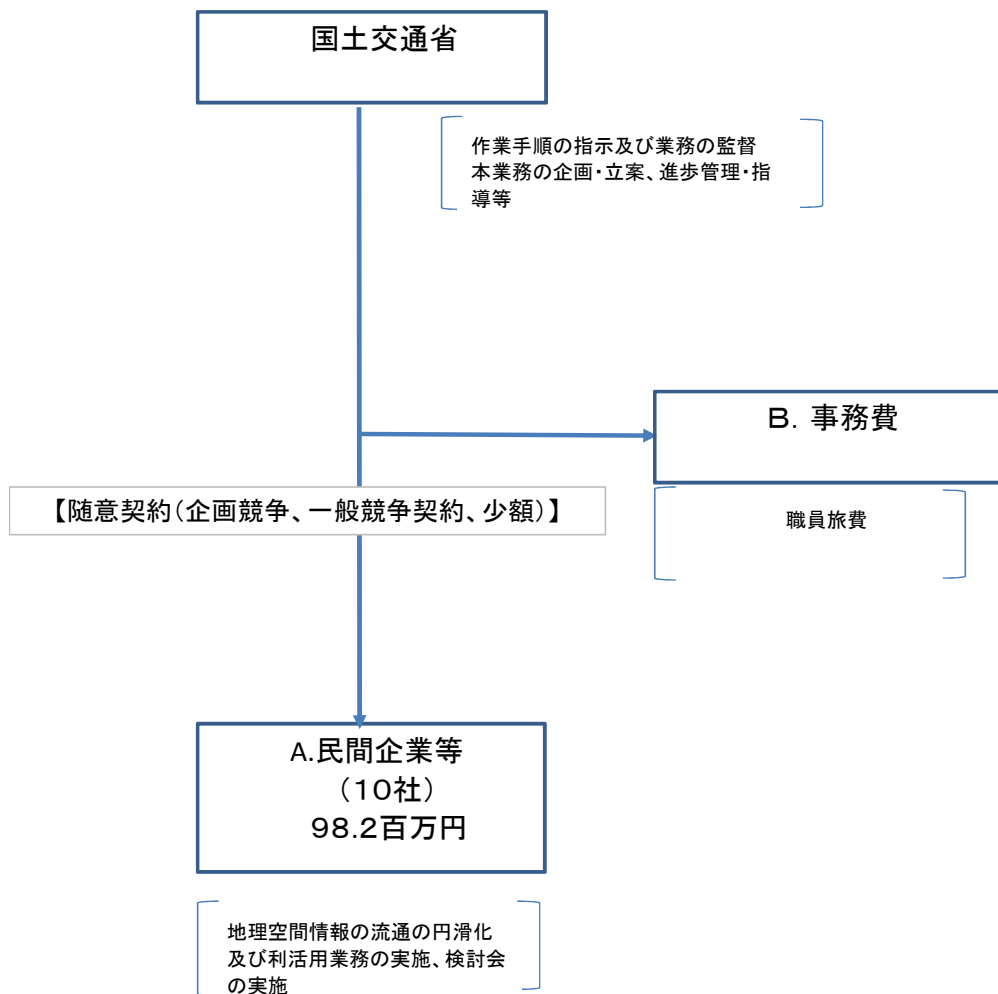 国土交通省
作業手順の指示及び業務の監督
本業務の企画・立案、進歩管理・指
導等
B. 事務費
【随意契約（企画競争、一般競争契約、少額）】
職員旅費
A.民間企業等
（１０社）
98.2百万円
地理空間情報の流通の円滑化
及び利活用業務の実施、検討会
の実施